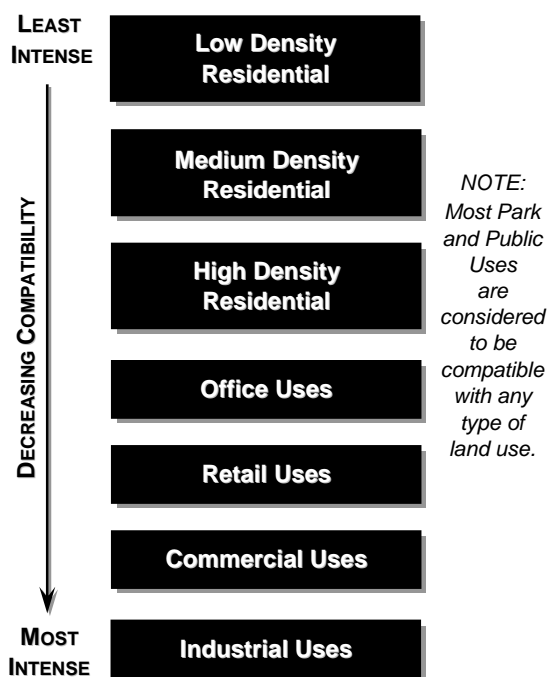 LEAST
INTENSE
Low Density
Residential
Medium Density
Residential
High Density
Residential
Office Uses
Retail Uses
Commercial Uses
Industrial Uses
DECREASING COMPATIBILITY
MOST
INTENSE
NOTE:
Most Park
and Public
Uses
are
considered
to be
compatible
with any
type of
land use.